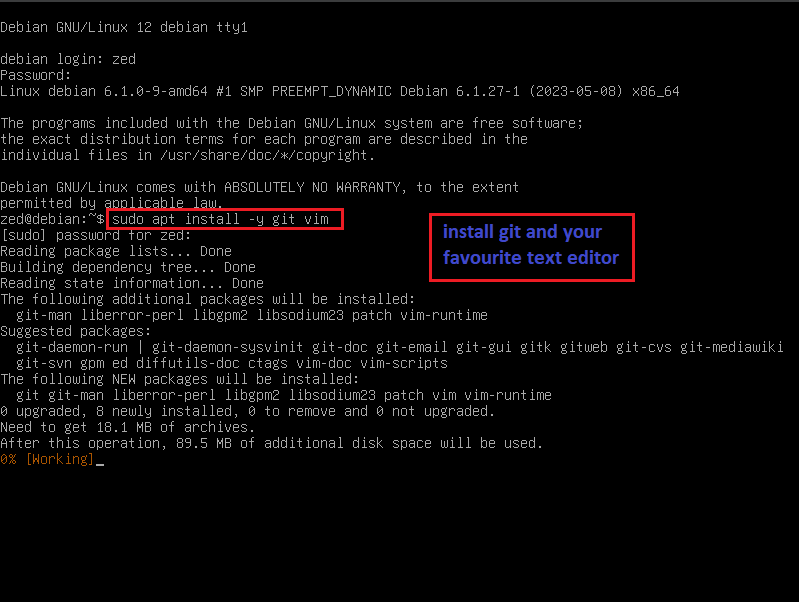 Debian GNU/Linux 12 debian tty1
debian login: zed
Password:
Linux debian 6.1.0-9-amd64 #1 SMP PREEMPT_DYNAMIC Debian 6.1.27-1 (2023-05-08) x86_64
The programs included with the Debian GNU/Linux system are free software;
the exact distribution terms for each program are described in the
individual files in /usr/share/doc/*/copyright.
Debian GNU/Linux comes with ABSOLUTELY NO WARRANTY, to the extent
permitted by applicable law.
zed@debian:~$ sudo apt install -y git vim
[sudo] password for zed:
install git and your
favourite text editor
Reading package lists... Done
Building dependency tree... Done
Reading state information... Done
The following additional packages will be installed:
  git-man liberror-perl libgpm2 libsodium23 patch vim-runtime
Suggested packages:
  git-daemon-run | git-daemon-sysvinit git-doc git-email git-gui gitk gitweb git-cvs git-mediawiki
  git-svn gpm ed diffutils-doc ctags vim-doc vim-scripts
The following NEW packages will be installed:
  git git-man liberror-perl libgpm2 libsodium23 patch vim vim-runtime
0 upgraded, 8 newly installed, 0 to remove and 0 not upgraded.
Need to get 18.1 MB of archives.
After this operation, 89.5 MB of additional disk space will be used.
0% [Working]